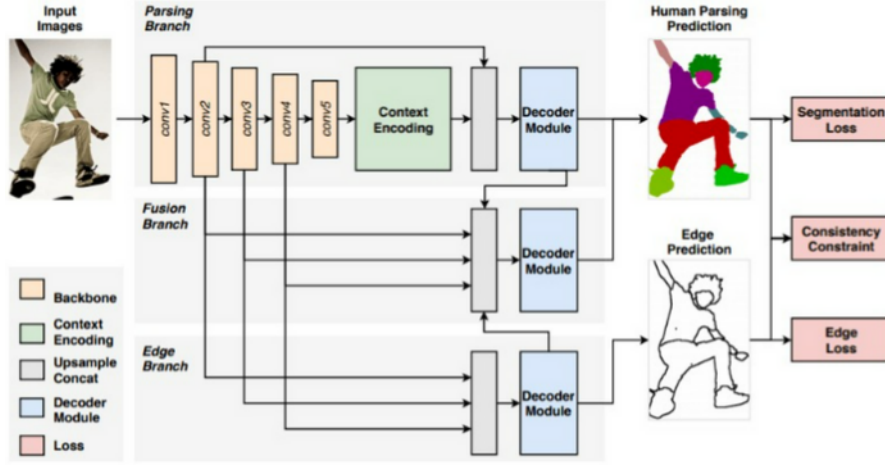 Input
Images
Parsing
Branch
conv1
conv2
conv3
conv4
conv5
Context
Encoding
Decoder
Module
Human Parsing
Prediction
Segmentation
Loss
Fusion
Branch
Decoder
Module
Edge
Prediction
Consistency
Constraint
Edge
Branch
Decoder
Module
Edge
Loss
Backbone
Context
Encoding
Upsample
Concat
Decoder
Module
Loss